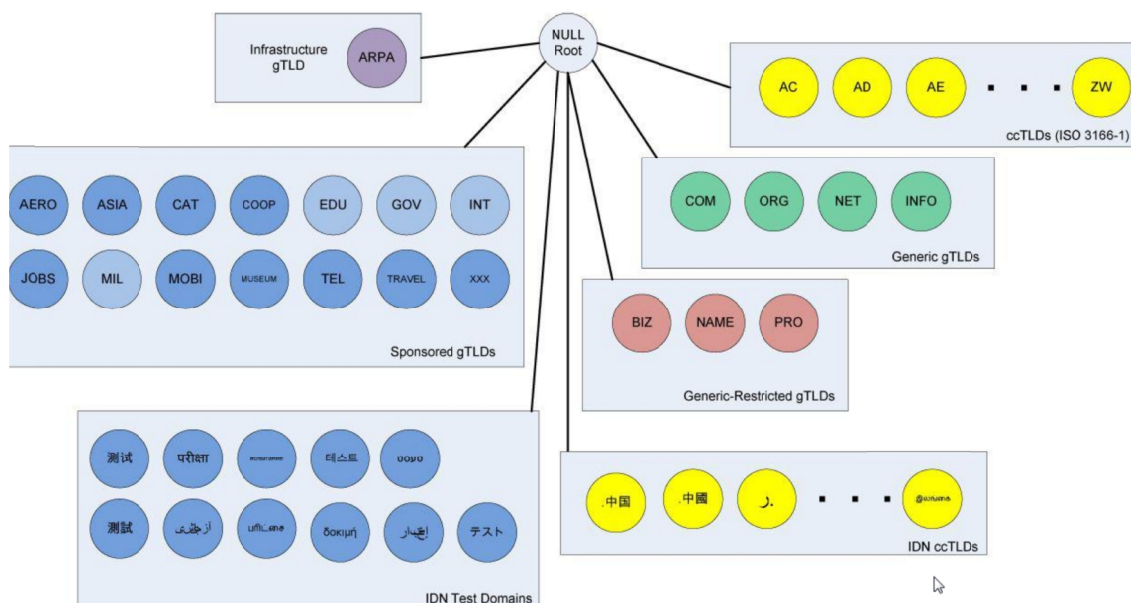 NULL
Root
Infrastructure
gTLD
ARPA
AC
AD
AE
ZW
ccTLDs (ISO 3166-1)
AERO
ASIA
CAT
COOP
EDU
GOV
INT
JOBS
MIL
MOBI
MUSEUM
TEL
TRAVEL
XXX
Sponsored gTLDs
COM
ORG
NET
INFO
Generic gTLDs
BIZ
NAME
PRO
Generic-Restricted gTLDs
测试
परीक्षा
테스트
測試
δοκιμή
テスト
IDN Test Domains
.中国
.中國
IDN ccTLDs